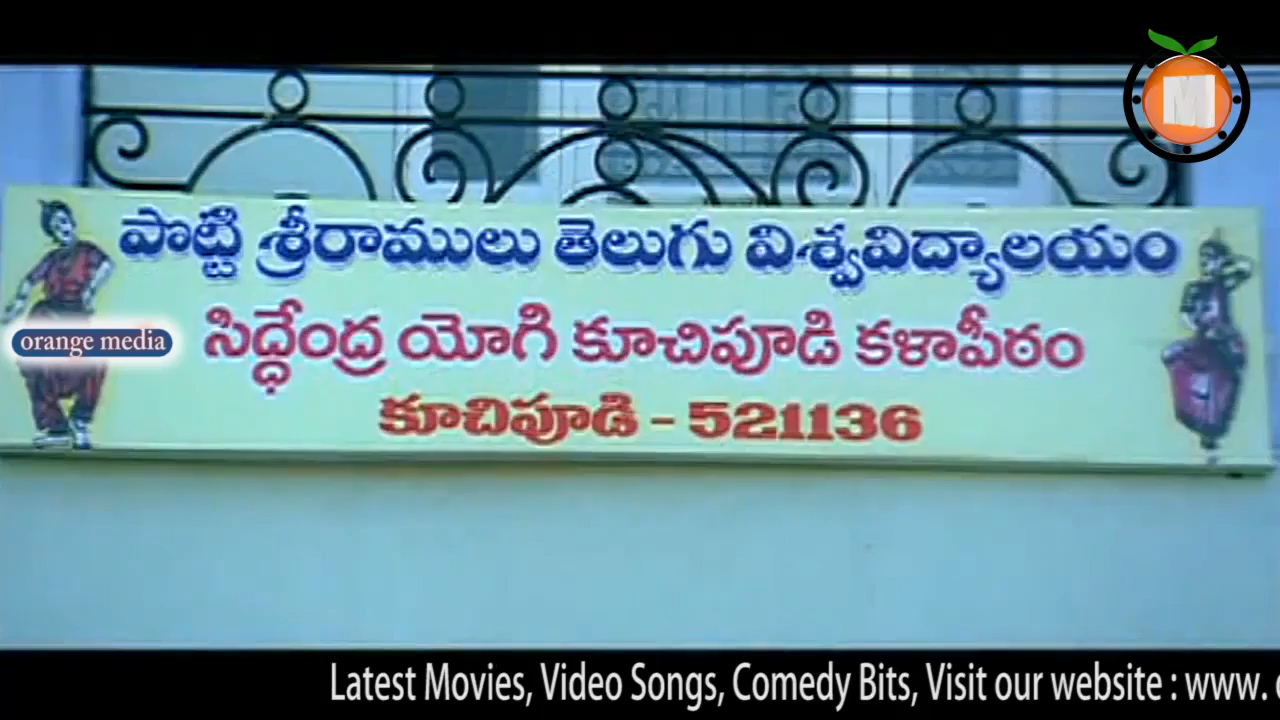 పొట్టి శ్రీరాములు తెలుగు విశ్వవిద్యాలయం
సిద్ధేంద్ర యోగి కూచిపూడి కళాపీఠం
orange media
కూచిపూడి - 521136
Latest Movies, Video Songs, Comedy Bits, Visit our website : www.